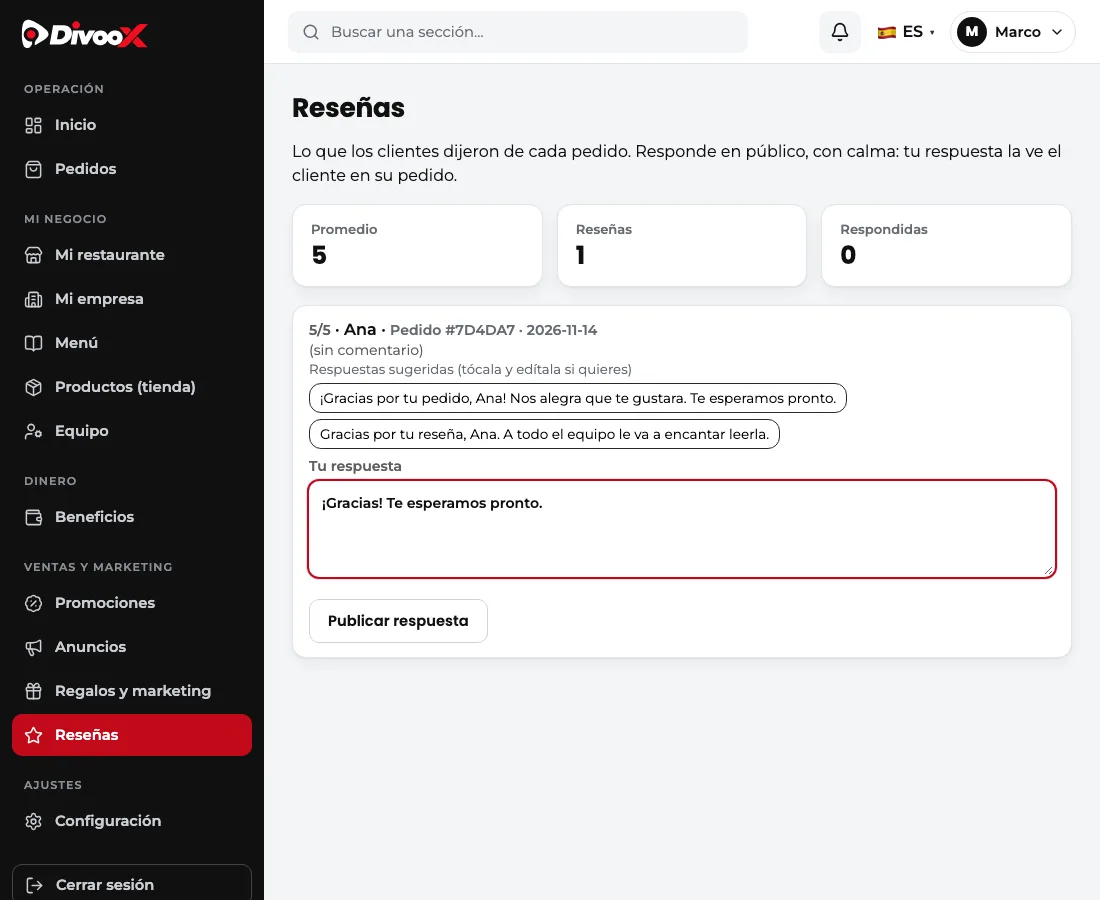 DivooX
Buscar una sección...
ES
M
Marco
OPERACIÓN
Inicio
Pedidos
MI NEGOCIO
Mi restaurante
Mi empresa
Menú
Productos (tienda)
Equipo
DINERO
Beneficios
VENTAS Y MARKETING
Promociones
Anuncios
Regalos y marketing
Reseñas
AJUSTES
Configuración
Cerrar sesión
Reseñas
Lo que los clientes dijeron de cada pedido. Responde en público, con calma: tu respuesta la ve el
cliente en su pedido.
Promedio
5
Reseñas
1
Respondidas
0
5/5 · Ana · Pedido #7D4DA7 · 2026-11-14
(sin comentario)
Respuestas sugeridas (tócala y edítala si quieres)
¡Gracias por tu pedido, Ana! Nos alegra que te gustara. Te esperamos pronto.
Gracias por tu reseña, Ana. A todo el equipo le va a encantar leerla.
Tu respuesta
¡Gracias! Te esperamos pronto.
Publicar respuesta